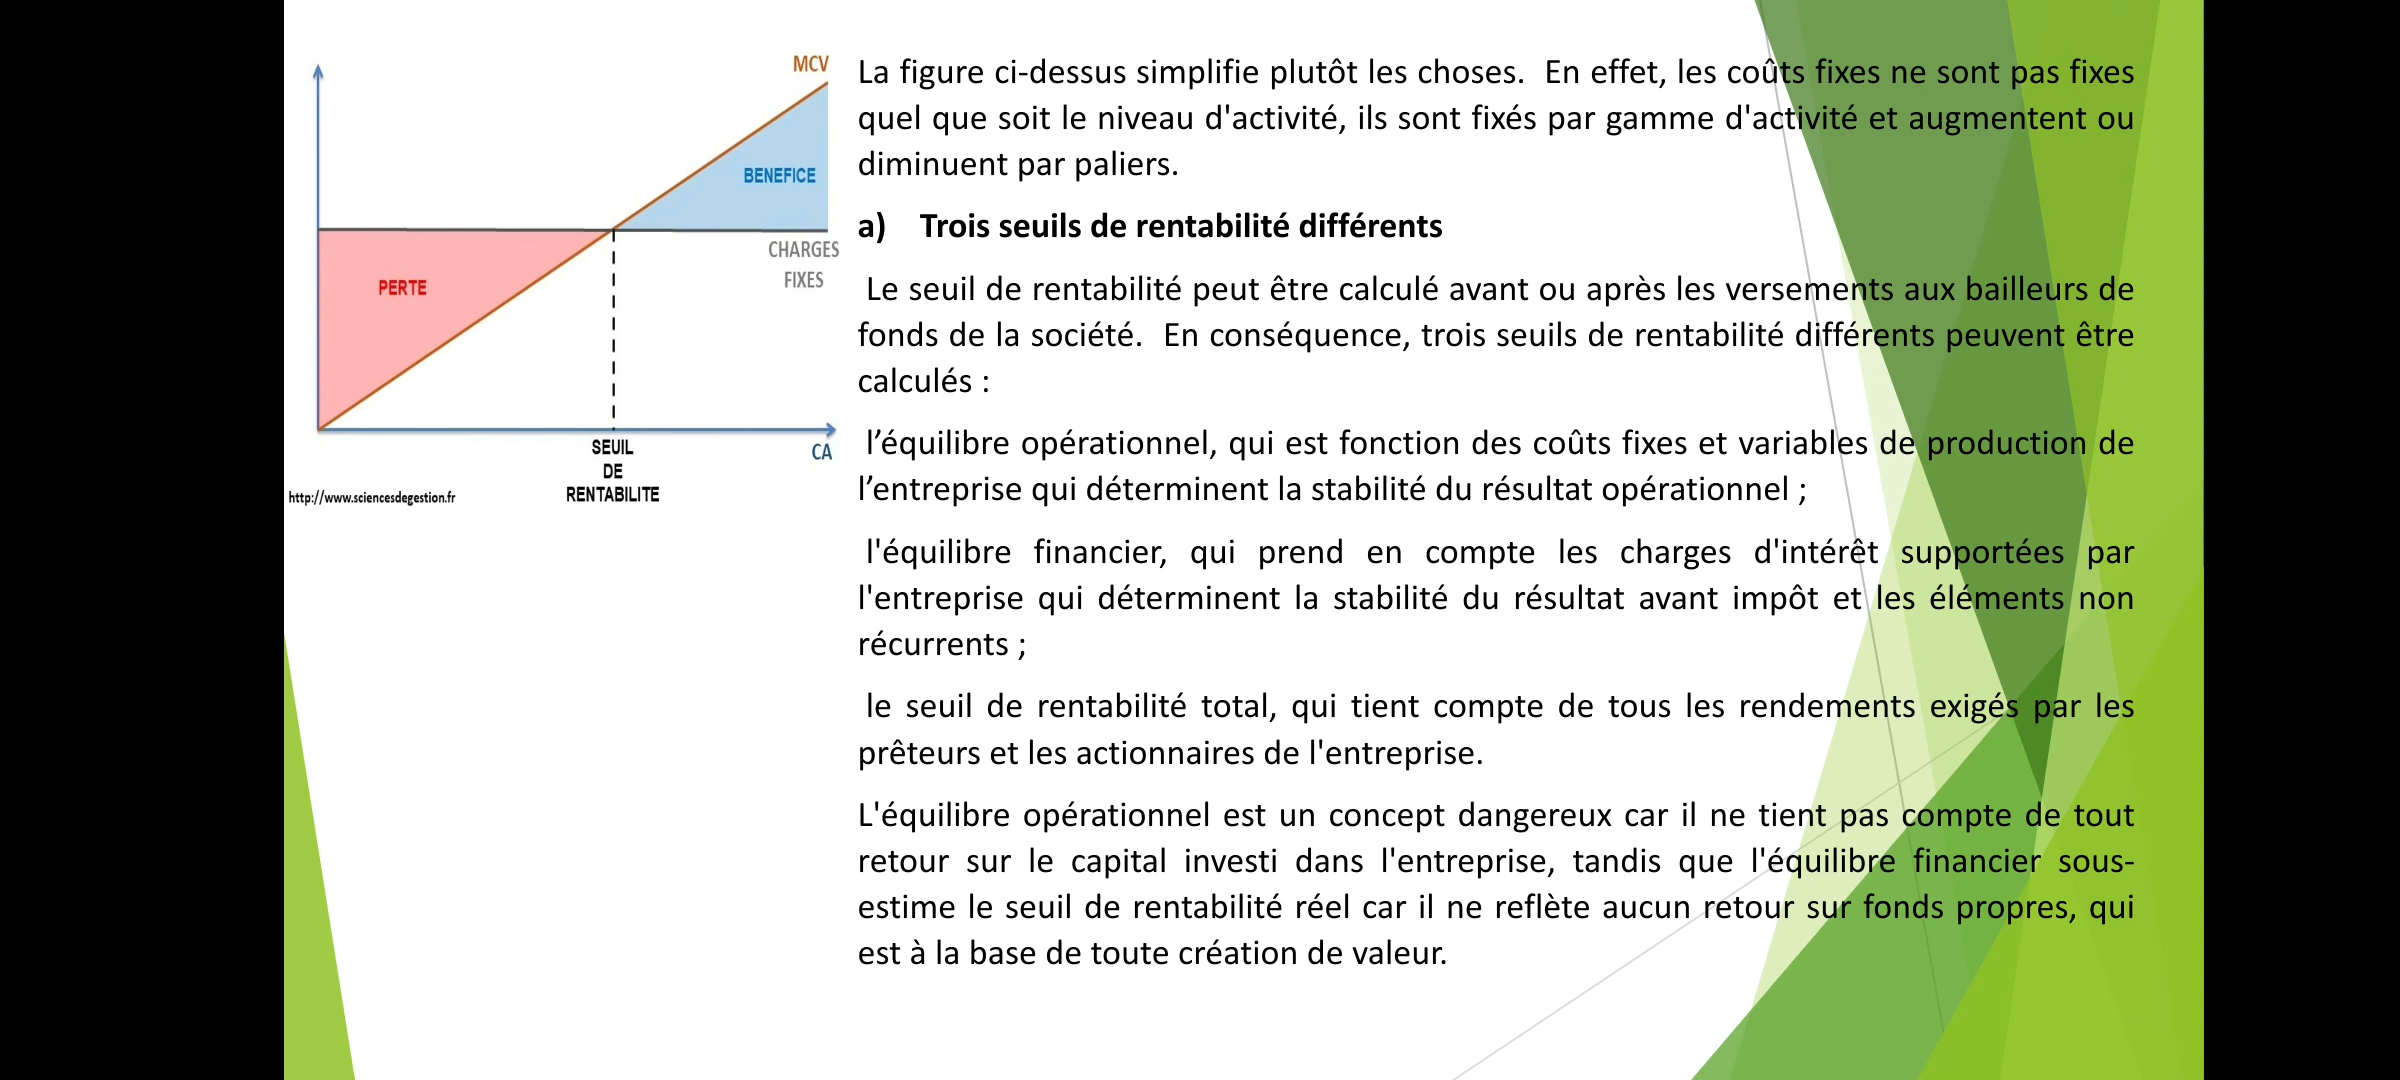 MCV
BENEFICE
CHARGES
FIXES
PERTE
SEUIL
DE
RENTABILITE
CA
http://www.sciencesdegestion.fr
La figure ci-dessus simplifie plutôt les choses. En effet, les coûts fixes ne sont pas fixes
quel que soit le niveau d'activité, ils sont fixés par gamme d'activité et augmentent ou
diminuent par paliers.
a) Trois seuils de rentabilité différents
Le seuil de rentabilité peut être calculé avant ou après les versements aux bailleurs de
fonds de la société. En conséquence, trois seuils de rentabilité différents peuvent être
calculés :
l’équilibre opérationnel, qui est fonction des coûts fixes et variables de production de
l’entreprise qui déterminent la stabilité du résultat opérationnel ;
l'équilibre financier, qui prend en compte les charges d'intérêt supportées par
l'entreprise qui déterminent la stabilité du résultat avant impôt et les éléments non
récurrents ;
le seuil de rentabilité total, qui tient compte de tous les rendements exigés par les
prêteurs et les actionnaires de l'entreprise.
L'équilibre opérationnel est un concept dangereux car il ne tient pas compte de tout
retour sur le capital investi dans l'entreprise, tandis que l'équilibre financier sous-
estime le seuil de rentabilité réel car il ne reflète aucun retour sur fonds propres, qui
est à la base de toute création de valeur.